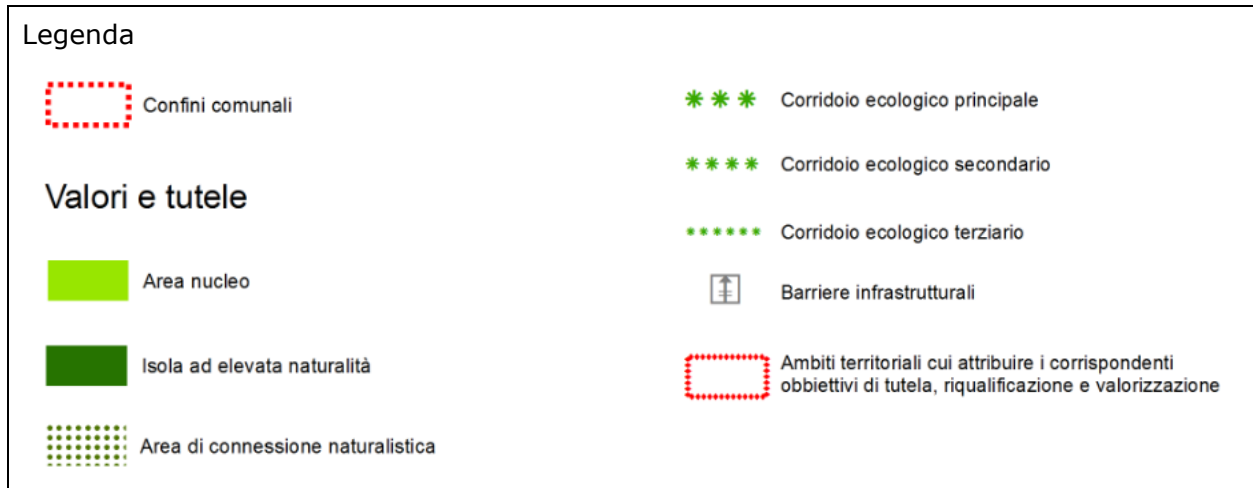 Legenda
Confini comunali
Valori e tutele
Area nucleo
Isola ad elevata naturalità
Area di connessione naturalistica
Corridoio ecologico principale
Corridoio ecologico secondario
Corridoio ecologico terziario
Barriere infrastrutturali
Ambiti territoriali cui attribuire i corrispondenti
obbiettivi di tutela, riqualificazione e valorizzazione